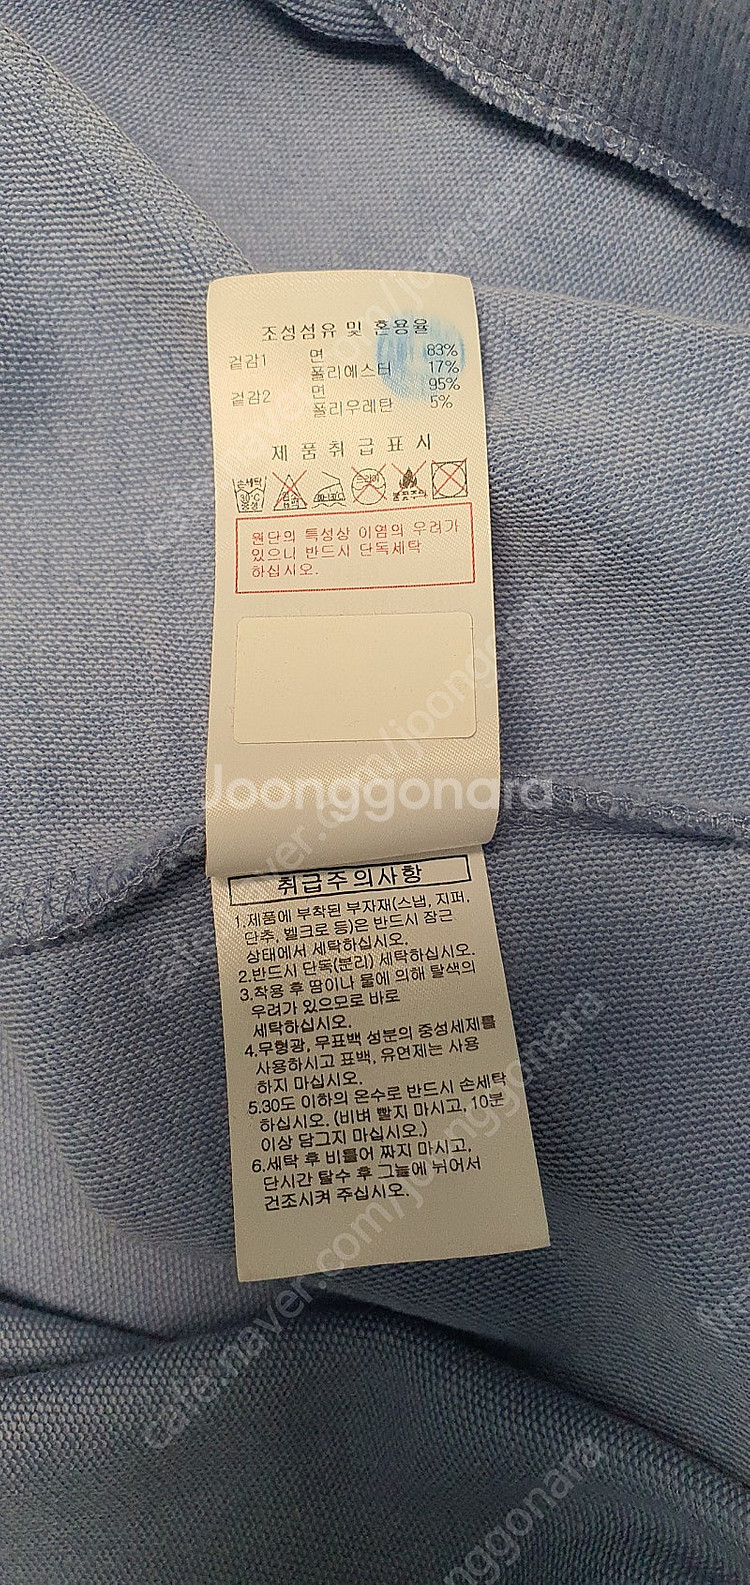 조성섬유 및 혼용율
겉감1 면 83%
폴리에스터 17%
겉감2 면 95%
폴리우레탄 5%
제품취급표시
손세탁 드라이 불꽃주의
30℃
중성
원단의 특성상 이염의 우려가
있으니 반드시 단독세탁
하십시오.
Joonggonara
취급주의사항
1.제품에 부착된 부자재(스냅, 지퍼,
단추, 벨크로 등)은 반드시 잠근
상태에서 세탁하십시오.
2.반드시 단독(분리) 세탁하십시오.
3.착용 후 땀이나 물에 의해 탈색의
우려가 있으므로 바로
세탁하십시오.
4.무형광, 무표백 성분의 중성세제를
사용하시고 표백, 유연제는 사용
하지 마십시오.
5.30도 이하의 온수로 반드시 손세탁
하십시오. (비벼 빨지 마시고, 10분
이상 담그지 마십시오.)
6.세탁 후 비틀어 짜지 마시고,
단시간 탈수 후 그늘에 뉘어서
건조시켜 주십시오.
cafe.naver.com/joonggonara